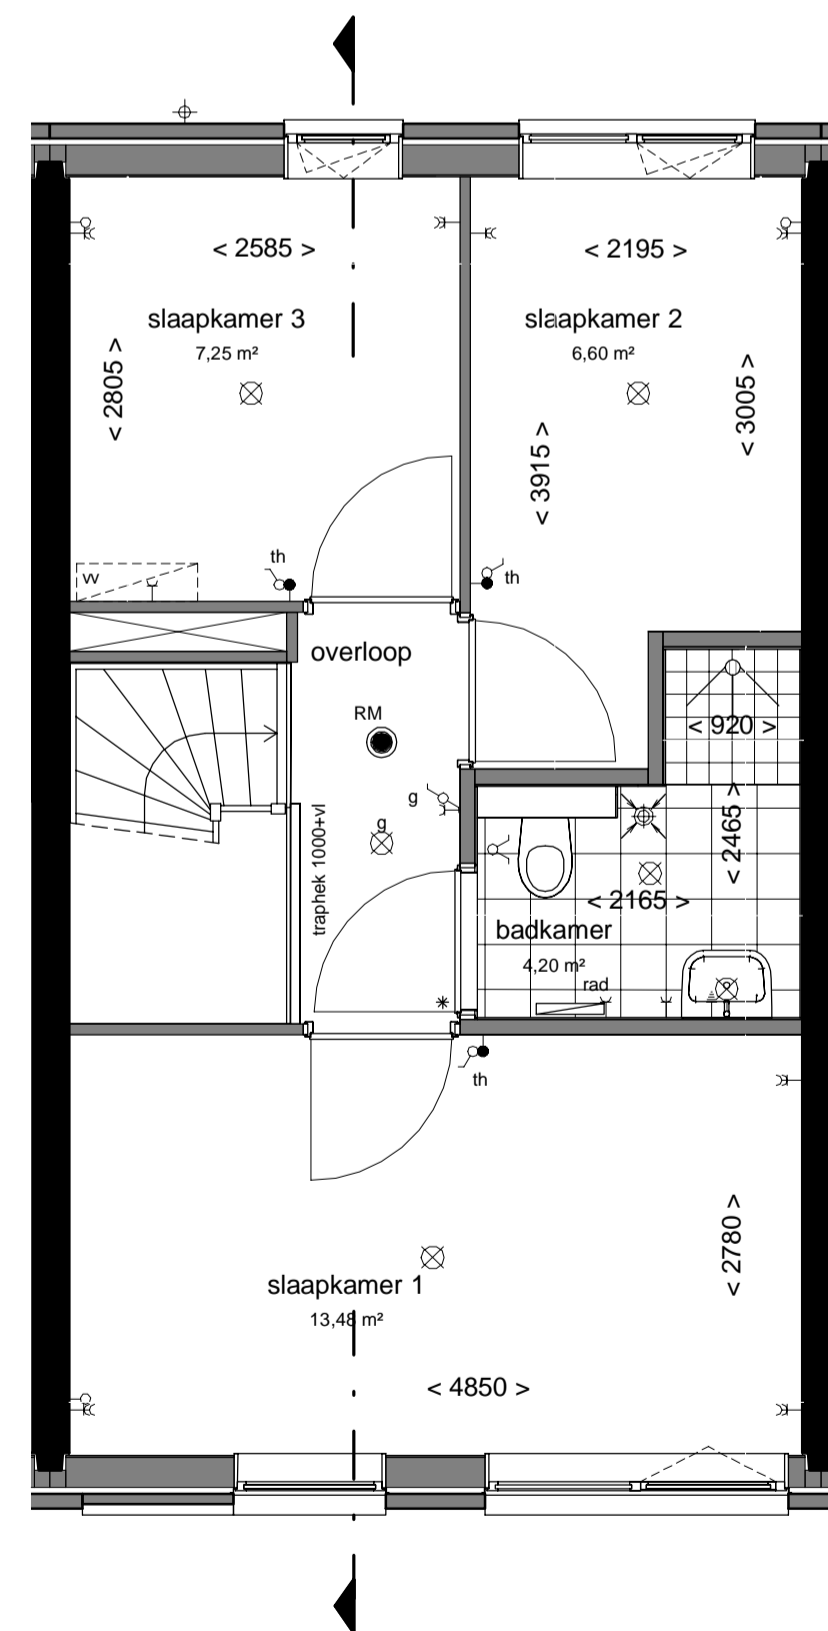 < 2585 >
< 2195 >
slaapkamer 3
7,25 m²
slaapkamer 2
6,60 m²
< 2805 >
< 3005 >
< 3915 >
vv
th
th
overloop
RM
< 920 >
g
g
traphek 1000+vl
< 2465 >
< 2165 >
badkamer
4,20 m²
rad
*
th
< 2780 >
slaapkamer 1
13,48 m²
< 4850 >